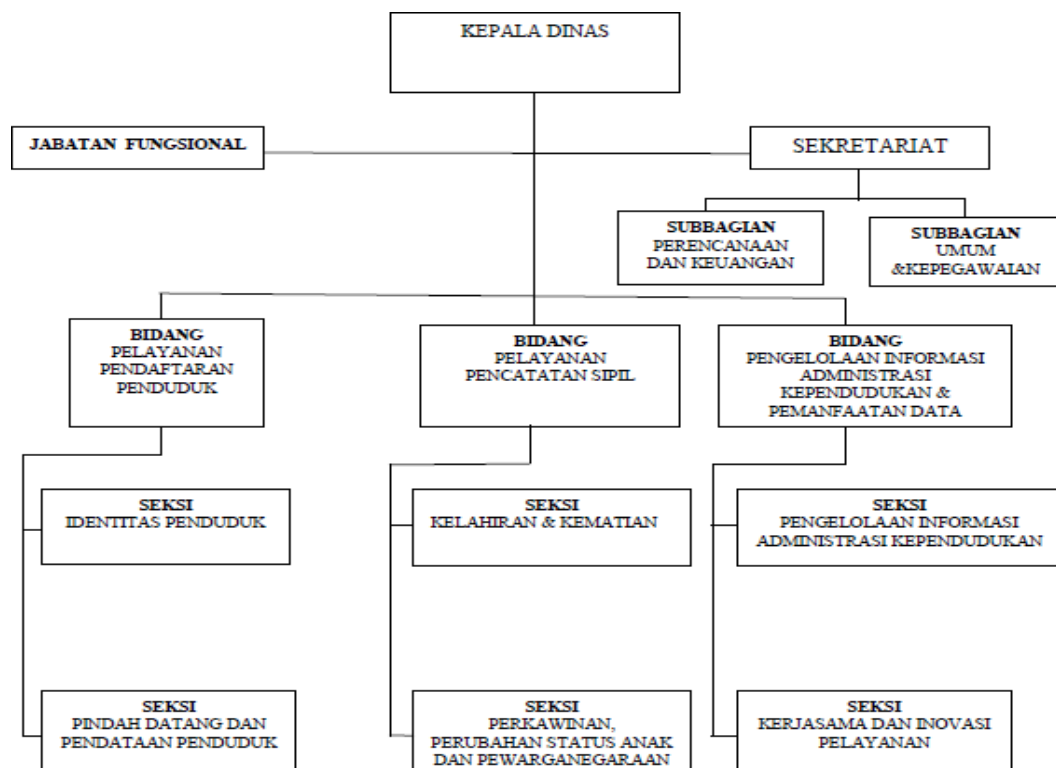 KEPALA DINAS
JABATAN FUNGSIONAL
SEKRETARIAT
SUBBAGIAN
PERENCANAAN
DAN KEUANGAN
SUBBAGIAN
UMUM
&KEPEGAWAIAN
BIDANG
PELAYANAN
PENDAFTARAN
PENDUDUK
BIDANG
PELAYANAN
PENCATATAN SIPIL
BIDANG
PENGELOLAAN INFORMASI
ADMINISTRASI
KEPENDUDUKAN &
PEMANFAATAN DATA
SEKSI
IDENTITAS PENDUDUK
SEKSI
KELAHIRAN & KEMATIAN
SEKSI
PENGELOLAAN INFORMASI
ADMINISTRASI KEPENDUDUKAN
SEKSI
PINDAH DATANG DAN
PENDATAAN PENDUDUK
SEKSI
PERKAWINAN,
PERUBAHAN STATUS ANAK
DAN PEWARGANEGARAAN
SEKSI
KERJASAMA DAN INOVASI
PELAYANAN